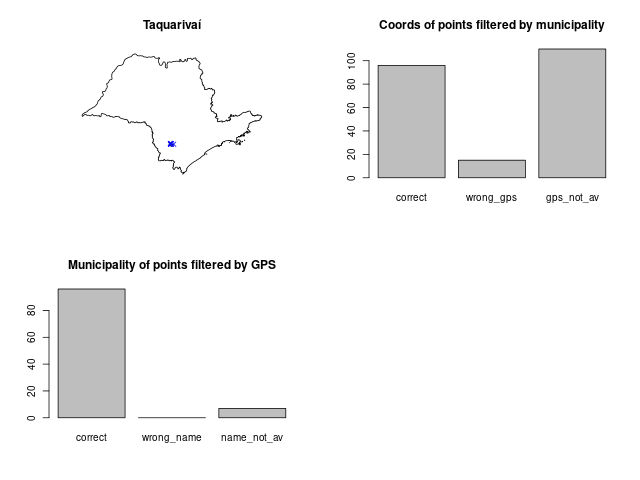 Taquarivaí
Coords of points filtered by municipality
100
80
60
40
20
0
correct wrong_gps gps_not_av
Municipality of points filtered by GPS
80
60
40
20
0
correct wrong_name name_not_av